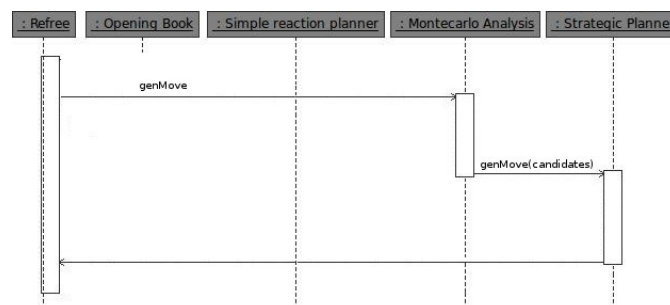 : Refree
: Opening Book
: Simple reaction planner
: Montecarlo Analysis
: Strategic Planne
genMove
genMove(candidates)